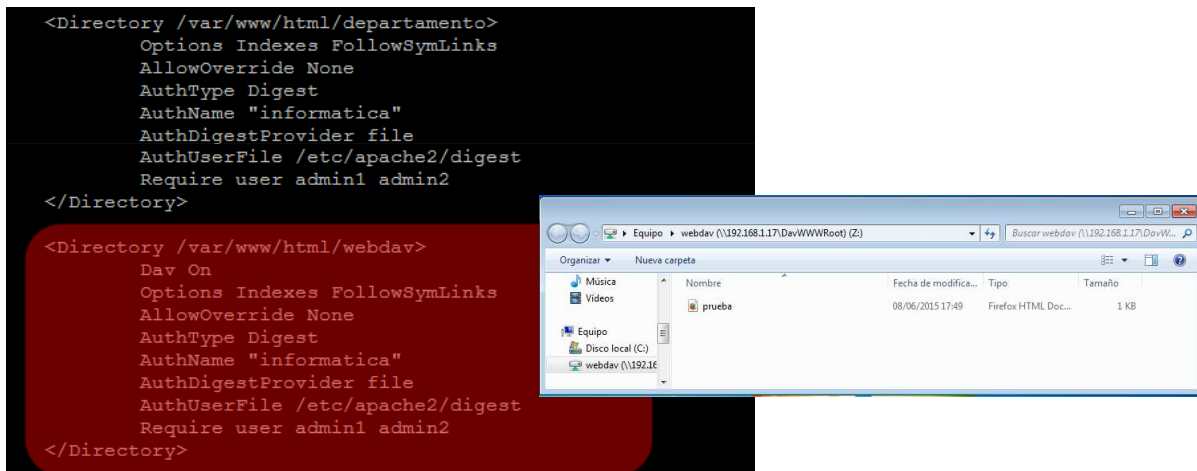 <Directory /var/www/html/departamento>
Options Indexes FollowSymLinks
AllowOverride None
AuthType Digest
AuthName "informatica"
AuthDigestProvider file
AuthUserFile /etc/apache2/digest
Require user admin1 admin2
</Directory>
<Directory /var/www/html/webdav>
Dav On
Options Indexes FollowSymLinks
AllowOverride None
AuthType Digest
AuthName "informatica"
AuthDigestProvider file
AuthUserFile /etc/apache2/digest
Require user admin1 admin2
</Directory>
Equipo webdav (\\192.168.1.17\DavWWWRoot) (Z:) Buscar webdav (\\192.168.1.17\DavW...
Organizar Nueva carpeta
Música
Vídeos
Equipo
Disco local (C:)
webdav (\\192.16
Nombre Fecha de modifica... Tipo Tamaño
prueba 08/06/2015 17:49 Firefox HTML Doc... 1 KB